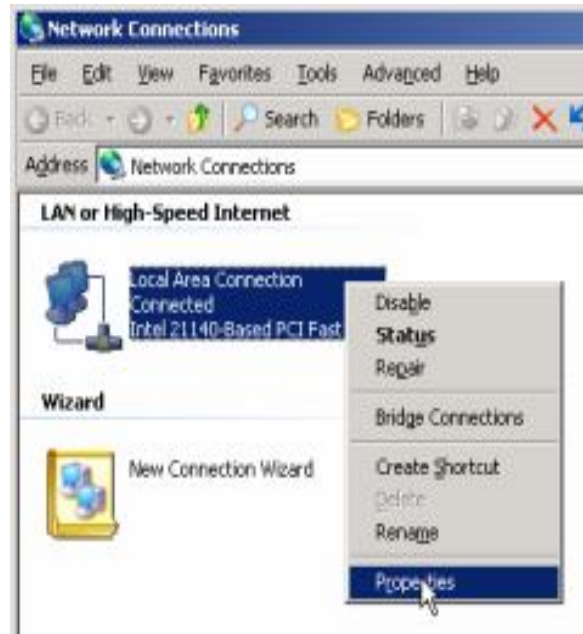 Network Connections
File Edit View Favorites Tools Advanced Help
Back Search Folders
Address Network Connections
LAN or High-Speed Internet
Local Area Connection
Connected
Intel 21140-Based PCI Fast
Disable
Status
Repair
Bridge Connections
Create Shortcut
Delete
Rename
Properties
Wizard
New Connection Wizard